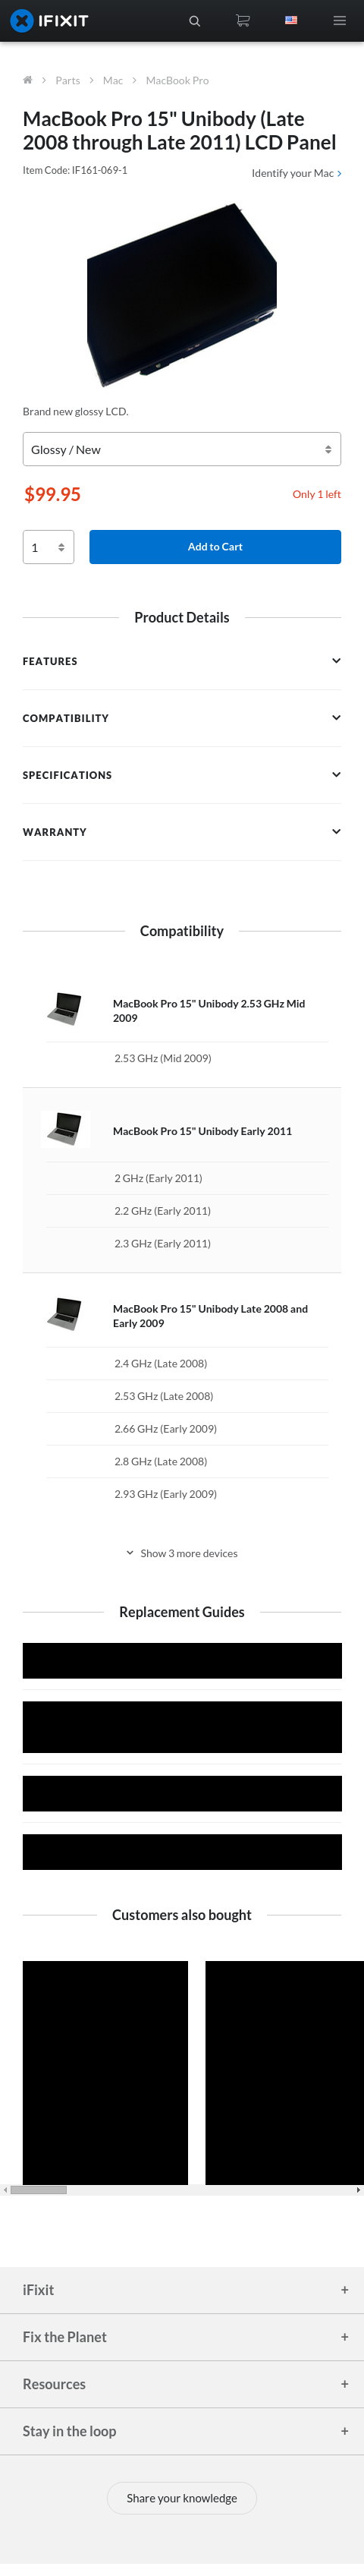 IFIXIT
Parts
Mac
MacBook Pro
MacBook Pro 15" Unibody (Late
2008 through Late 2011) LCD Panel
Item Code: IF161-069-1
Identify your Mac
Brand new glossy LCD.
Glossy / New
$99.95
Only 1 left
1
Add to Cart
Product Details
FEATURES
COMPATIBILITY
SPECIFICATIONS
WARRANTY
Compatibility
MacBook Pro 15" Unibody 2.53 GHz Mid
2009
2.53 GHz (Mid 2009)
MacBook Pro 15" Unibody Early 2011
2 GHz (Early 2011)
2.2 GHz (Early 2011)
2.3 GHz (Early 2011)
MacBook Pro 15" Unibody Late 2008 and
Early 2009
2.4 GHz (Late 2008)
2.53 GHz (Late 2008)
2.66 GHz (Early 2009)
2.8 GHz (Late 2008)
2.93 GHz (Early 2009)
Show 3 more devices
Replacement Guides
Customers also bought
iFixit +
Fix the Planet +
Resources +
Stay in the loop +
Share your knowledge